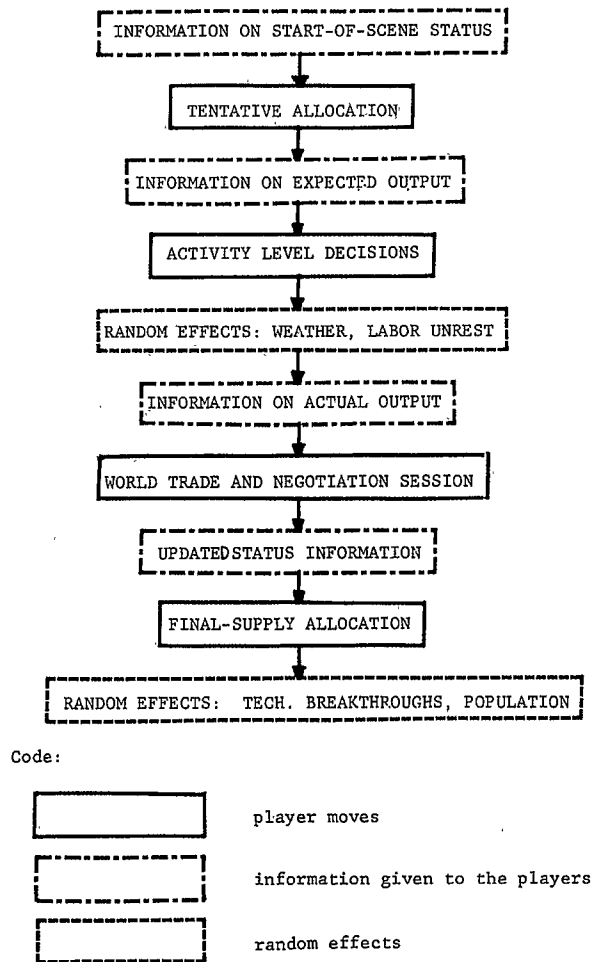 INFORMATION ON START-OF-SCENE STATUS
TENTATIVE ALLOCATION
INFORMATION ON EXPECTED OUTPUT
ACTIVITY LEVEL DECISIONS
RANDOM EFFECTS: WEATHER, LABOR UNREST
INFORMATION ON ACTUAL OUTPUT
WORLD TRADE AND NEGOTIATION SESSION
UPDATED STATUS INFORMATION
FINAL-SUPPLY ALLOCATION
RANDOM EFFECTS: TECH. BREAKTHROUGHS, POPULATION
Code:
player moves
information given to the players
random effects